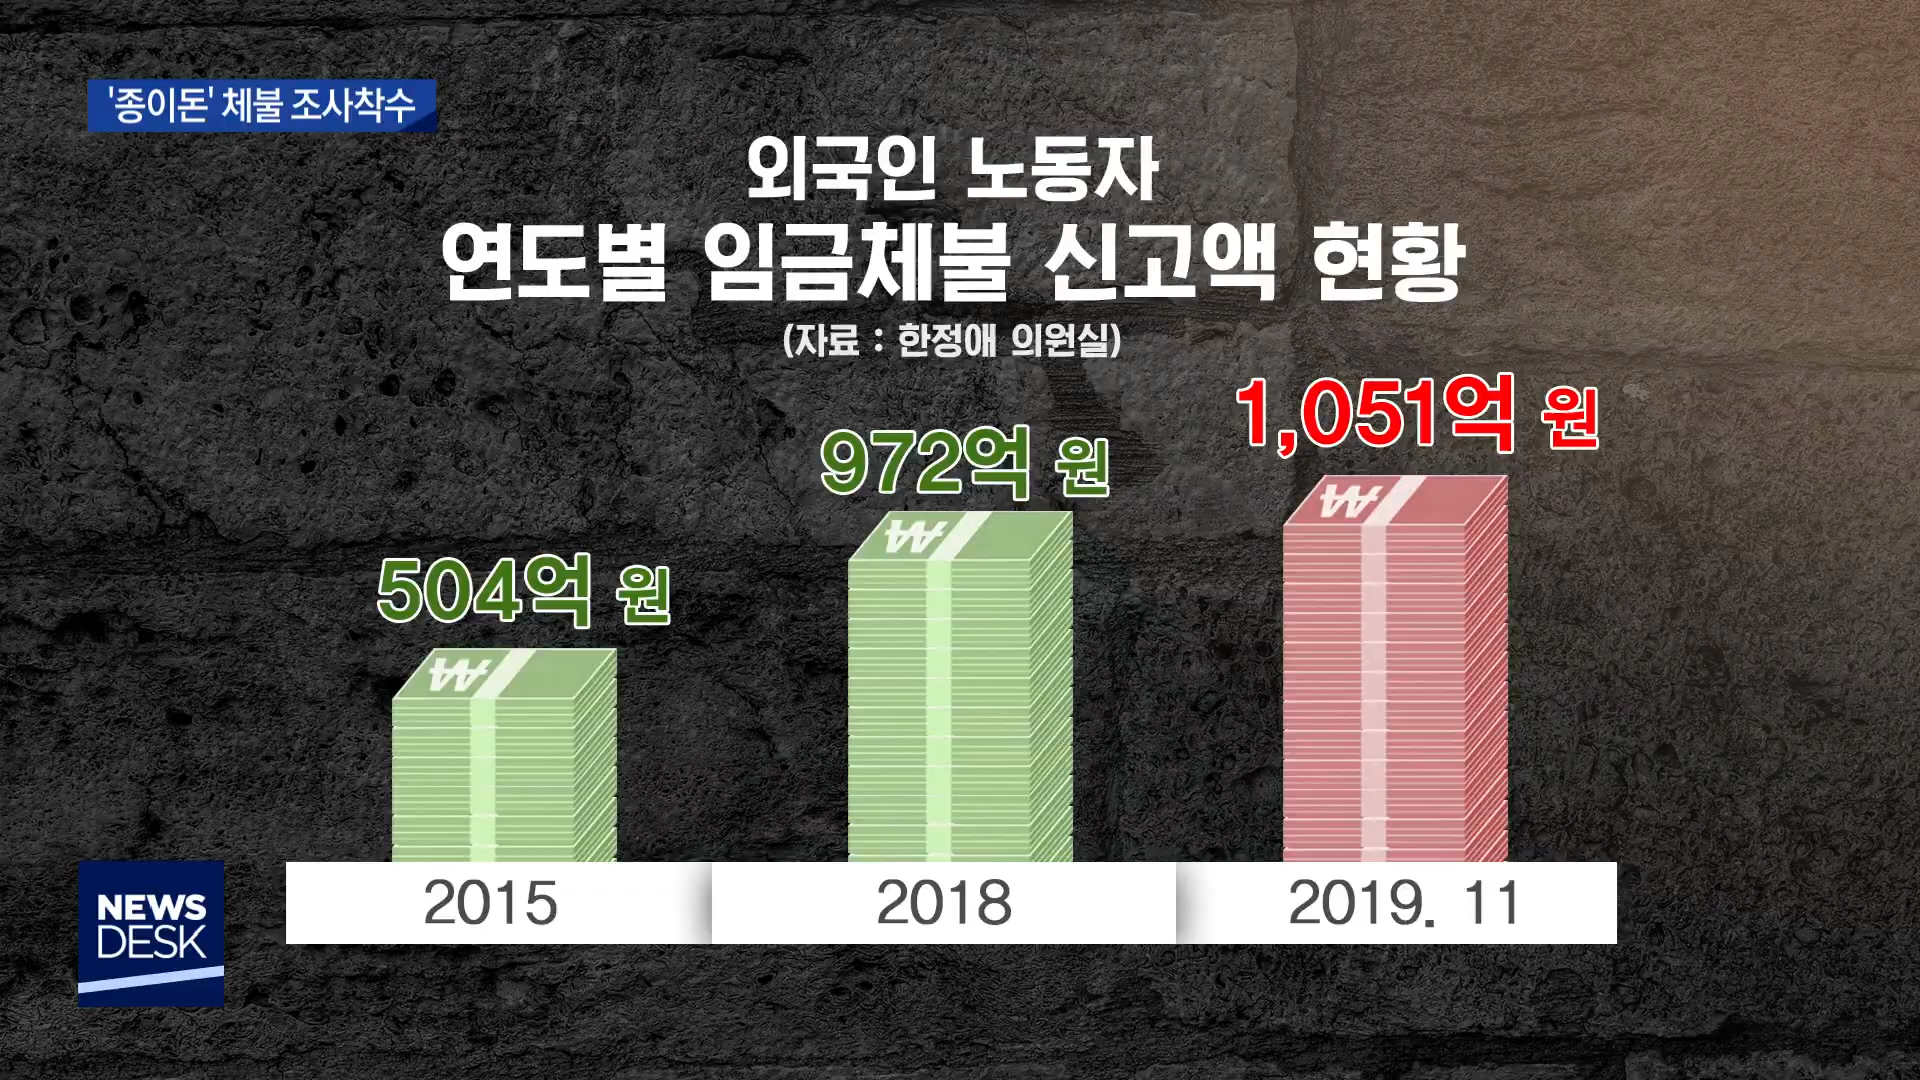 '종이돈' 체불 조사착수
외국인 노동자
연도별 임금체불 신고액 현황
(자료 : 한정애 의원실)
504억 원
972억 원
1,051억 원
2015
2018
2019. 11
NEWS
DESK